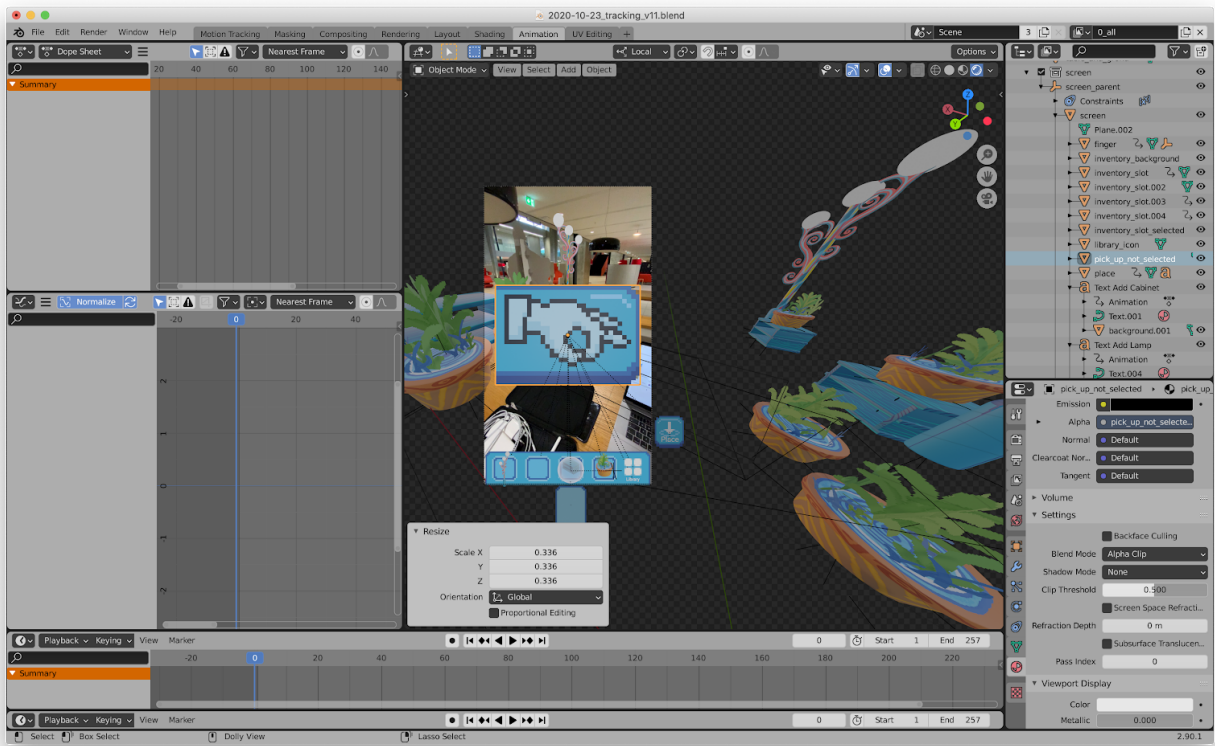 2020-10-23_tracking_v11.blend
File Edit Render Window Help Motion Tracking Masking Compositing Rendering Layout Shading Animation UV Editing + Scene 3 0_all
Dope Sheet Nearest Frame Local Options
20 40 60 80 100 120 140
Summary
Object Mode View Select Add Object
Z
X
Y
screen
screen_parent
Constraints
screen
Plane.002
finger
inventory_background
inventory_slot
inventory_slot.002
inventory_slot.003
inventory_slot.004
inventory_slot_selected
library_icon
pick_up_not_selected
place
Text Add Cabinet
Animation
Text.001
background.001
Text Add Lamp
Animation
Text.004
Normalize Nearest Frame
-20 0 20 40
2
1
0
-1
-2
Place
Library
pick_up_not_selected pick_up_
Emission
Alpha pick_up_not_selecte...
Normal Default
Clearcoat Nor... Default
Tangent Default
Volume
Settings
Backface Culling
Blend Mode Alpha Clip
Shadow Mode None
Clip Threshold 0.500
Screen Space Refracti...
Refraction Depth 0 m
Subsurface Translucen...
Pass Index 0
Viewport Display
Color
Metallic 0.000
Resize
Scale X 0.336
Y 0.336
Z 0.336
Orientation Global
Proportional Editing
Playback Keying View Marker 0 Start 1 End 257
-20 0 20 40 60 80 100 120 140 160 180 200 220
Summary
Playback Keying View Marker 0 Start 1 End 257
Select Box Select Dolly View Lasso Select 2.90.1